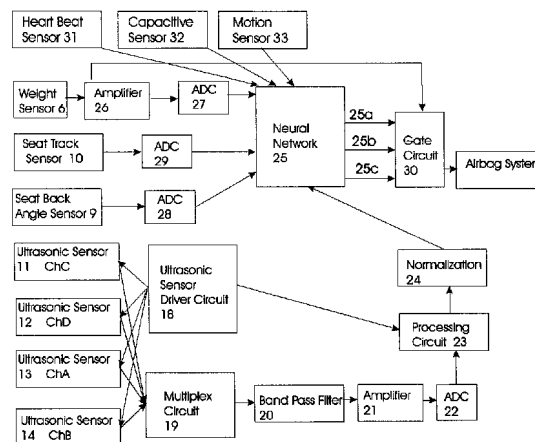 Heart Beat
Sensor 31
Capacitive
Sensor 32
Motion
Sensor 33
Weight
Sensor 6
Amplifier
26
ADC
27
Seat Track
Sensor 10
ADC
29
Seat Back
Angle Sensor 9
ADC
28
Neural
Network
25
25a
25b
25c
Gate
Circuit
30
Airbag System
Ultrasonic Sensor
11 ChC
Ultrasonic Sensor
12 ChD
Ultrasonic Sensor
13 ChA
Ultrasonic Sensor
14 ChB
Ultrasonic
Sensor
Driver Circuit
18
Multiplex
Circuit
19
Band Pass Filter
20
Amplifier
21
ADC
22
Processing
Circuit 23
Normalization
24